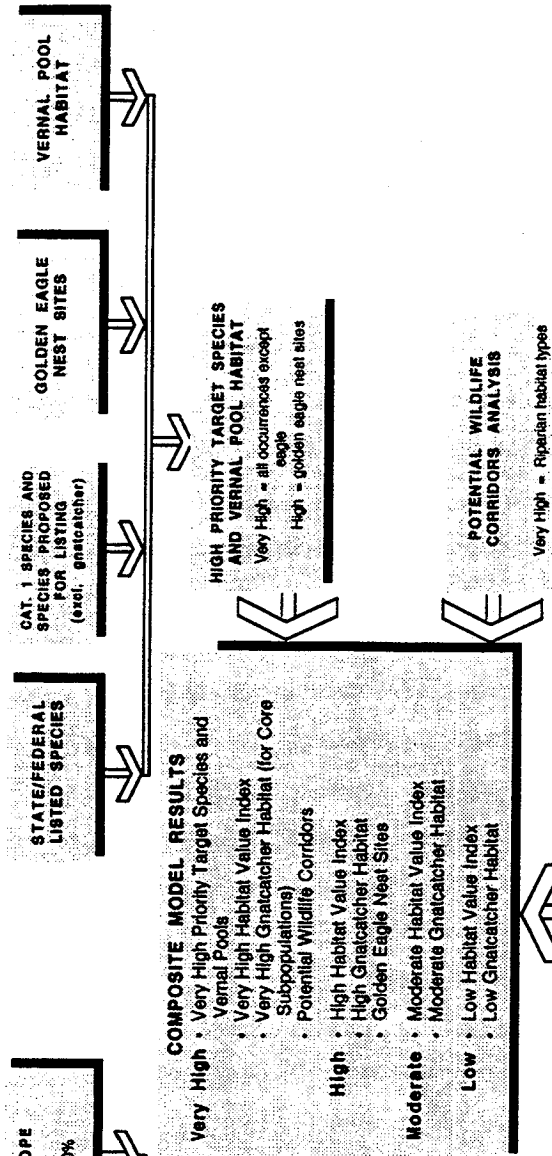 OPE
0%
STATE/FEDERAL
LISTED SPECIES
CAT. 1 SPECIES AND
SPECIES PROPOSED
FOR LISTING
(excl. gnatcatcher)
GOLDEN EAGLE
NEST SITES
VERNAL POOL
HABITAT
COMPOSITE MODEL RESULTS
Very High • Very High Priority Target Species and
Vernal Pools
• Very High Habitat Value Index
• Very High Gnatcatcher Habitat (for Core
Subpopulations)
• Potential Wildlife Corridors
High • High Habitat Value Index
• High Gnatcatcher Habitat
• Golden Eagle Nest Sites
Moderate • Moderate Habitat Value Index
• Moderate Gnatcatcher Habitat
Low • Low Habitat Value Index
• Low Gnatcatcher Habitat
HIGH PRIORITY TARGET SPECIES
AND VERNAL POOL HABITAT
Very High = all occurrences except
eagle
High = golden eagle nest sites
POTENTIAL WILDLIFE
CORRIDORS ANALYSIS
Very High = Riparian habitat types